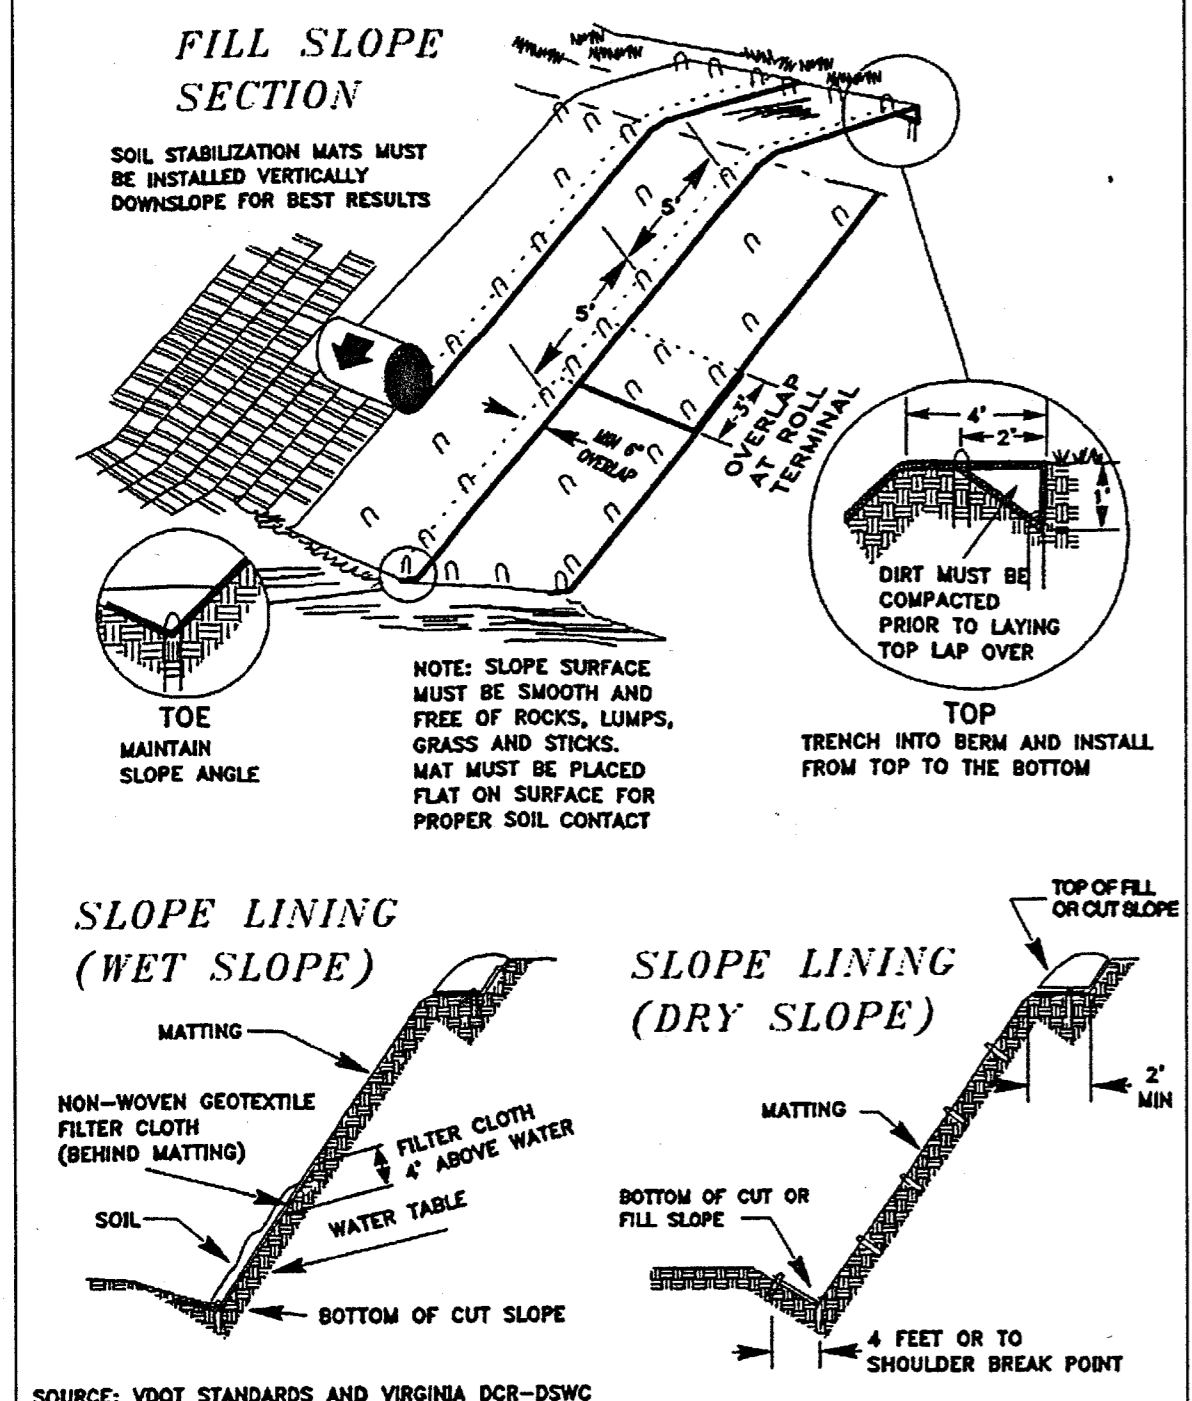 FILL SLOPE
SECTION
SOIL STABILIZATION MATS MUST
BE INSTALLED VERTICALLY
DOWNSLOPE FOR BEST RESULTS
5'
5'
MIN 6"
OVERLAP
3'
OVERLAP
AT ROLL
TERMINAL
4'
2'
1'
DIRT MUST BE
COMPACTED
PRIOR TO LAYING
TOP LAP OVER
TOE
MAINTAIN
SLOPE ANGLE
NOTE: SLOPE SURFACE
MUST BE SMOOTH AND
FREE OF ROCKS, LUMPS,
GRASS AND STICKS.
MAT MUST BE PLACED
FLAT ON SURFACE FOR
PROPER SOIL CONTACT
TOP
TRENCH INTO BERM AND INSTALL
FROM TOP TO THE BOTTOM
SLOPE LINING
(WET SLOPE)
MATTING
NON-WOVEN GEOTEXTILE
FILTER CLOTH
(BEHIND MATTING)
FILTER CLOTH
4' ABOVE WATER
WATER TABLE
SOIL
BOTTOM OF CUT SLOPE
TOP OF FILL
OR CUT SLOPE
SLOPE LINING
(DRY SLOPE)
2'
MIN
MATTING
BOTTOM OF CUT OR
FILL SLOPE
4 FEET OR TO
SHOULDER BREAK POINT
SOURCE: VDOT STANDARDS AND VIRGINIA DCR-DSWC